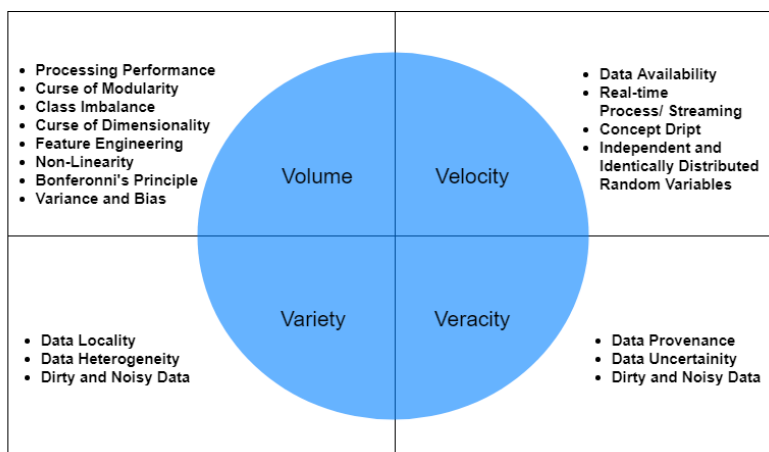 • Processing Performance
• Curse of Modularity
• Class Imbalance
• Curse of Dimensionality
• Feature Engineering
• Non-Linearity
• Bonferonni's Principle
• Variance and Bias
Volume
• Data Availability
• Real-time
Process/ Streaming
• Concept Dript
• Independent and
Identically Distributed
Random Variables
Velocity
Variety
• Data Locality
• Data Heterogeneity
• Dirty and Noisy Data
Veracity
• Data Provenance
• Data Uncertainity
• Dirty and Noisy Data